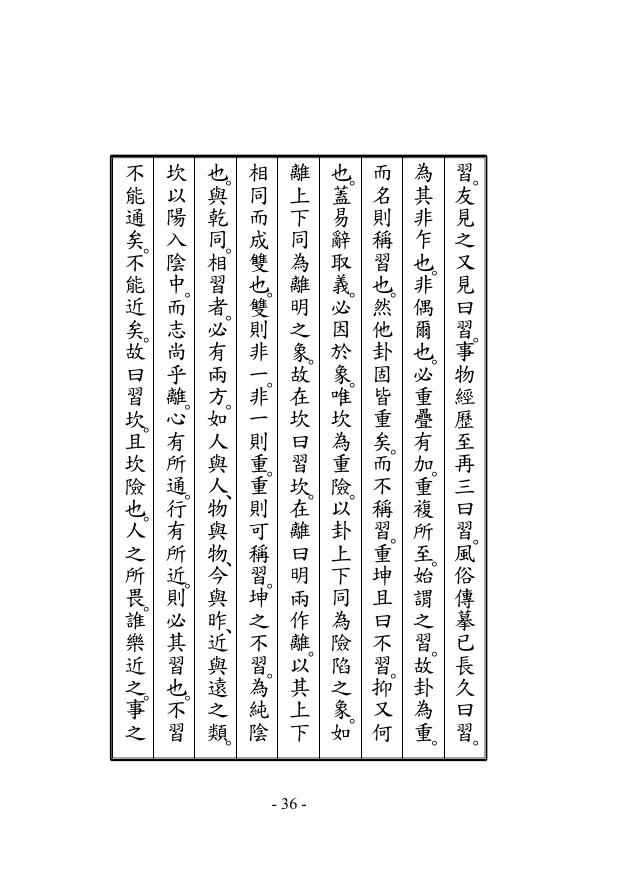 習。友見之又見曰習。事物經歷至再三曰習。風俗傳摹已長久曰習。
為其非乍也。非偶爾也。必重疊有加。重複所至。始謂之習。故卦為重。
而名則稱習也。然他卦固皆重矣。而不稱習。重坤且曰不習。抑又何
也。蓋易辭取義。必因於象。唯坎為重險。以卦上下同為險陷之象。如
離上下同為離明之象。故在坎曰習坎。在離曰明兩作離。以其上下
相同而成雙也。雙則非一。非一則重。重則可稱習。坤之不習。為純陰
也。與乾同。相習者。必有兩方。如人與人、物與物、今與昨、近與遠之類。
坎以陽入陰中。而志尚乎離。心有所通。行有所近。則必其習也。不習
不能通矣。不能近矣。故曰習坎。且坎險也。人之所畏。誰樂近之。事之
- 36 -